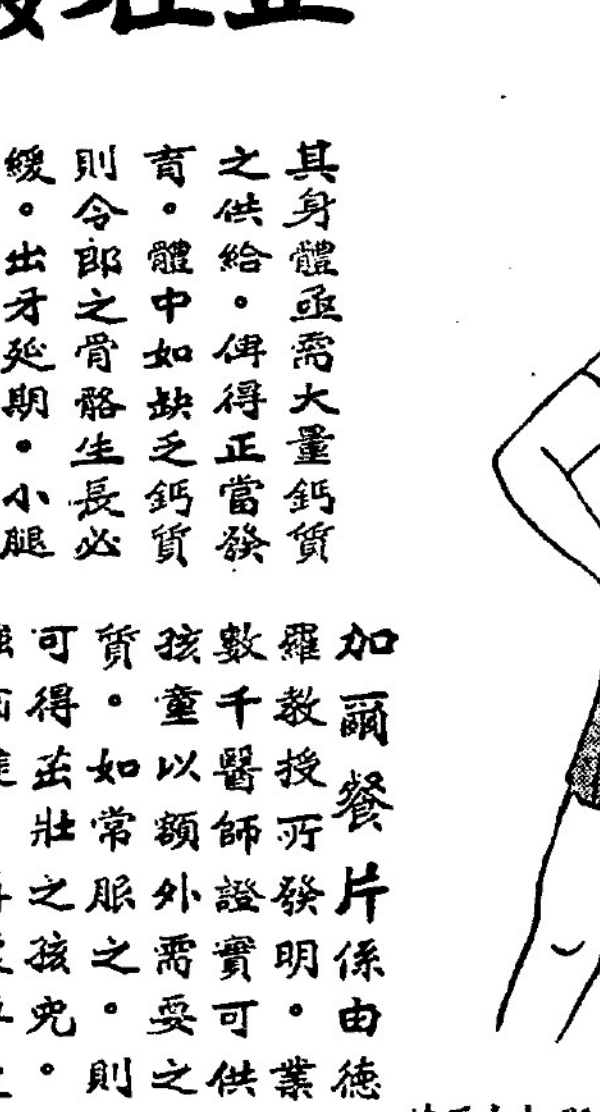 茁壯
其身體亟需大量鈣質
之供給。俾得正當發
育。體中如缺乏鈣質
則令郎之骨骼生長必
緩。出牙延期。小腿
加爾餐片係由德
羅教授所發明。業
數千醫師證實可供
孩童以額外需要之
質。如常服之。則
可得茁壯之孩兒。